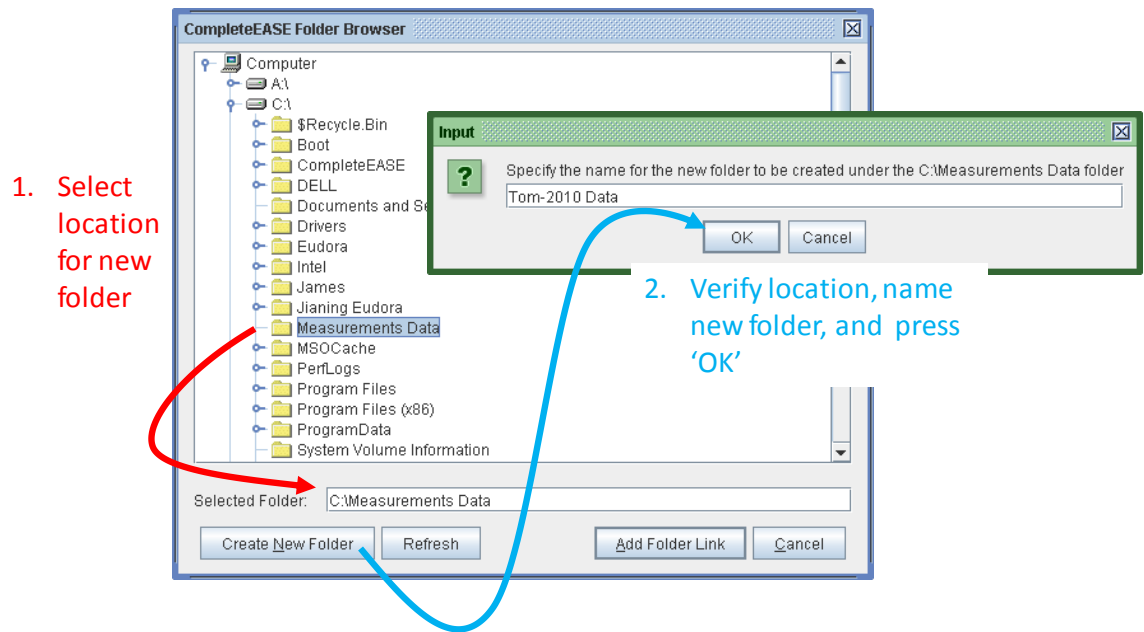 CompleteEASE Folder Browser
Computer
A:\
C:\
$Recycle.Bin
Boot
CompleteEASE
DELL
Documents and Se
Drivers
Eudora
Intel
James
Jianing Eudora
Measurements Data
MSOCache
PerfLogs
Program Files
Program Files (x86)
ProgramData
System Volume Information
Selected Folder: C:\Measurements Data
Create New Folder Refresh Add Folder Link Cancel
Input
? Specify the name for the new folder to be created under the C:\Measurements Data folder
Tom-2010 Data
OK Cancel
1. Select
location
for new
folder
2. Verify location, name
new folder, and press
‘OK’